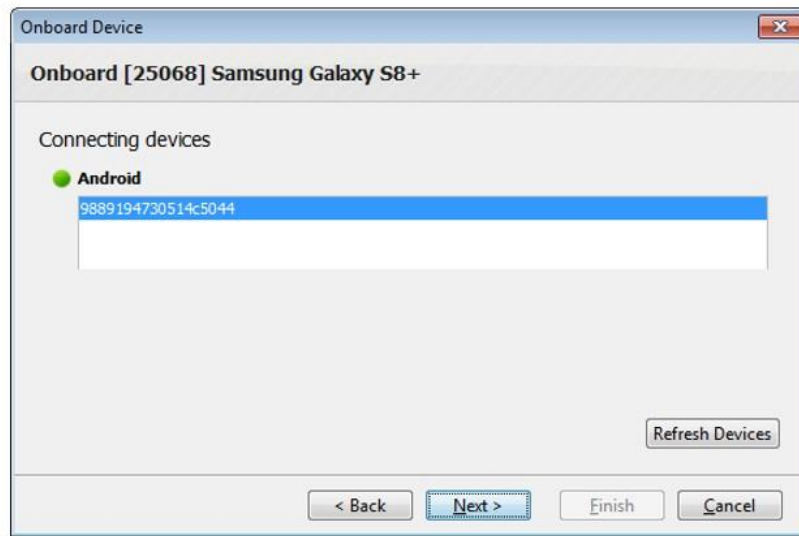 Onboard Device
Onboard [25068] Samsung Galaxy S8+
Connecting devices
Android
9889194730514c5044
Refresh Devices
< Back Next > Finish Cancel